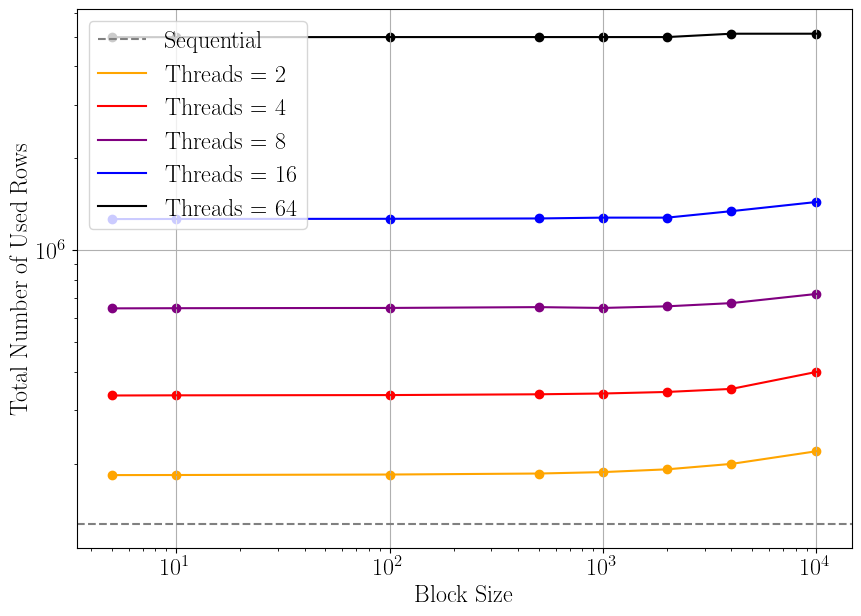 Sequential
Threads = 2
Threads = 4
Threads = 8
Threads = 16
Threads = 64
Total Number of Used Rows
10^6
10^1 10^2 10^3 10^4
Block Size